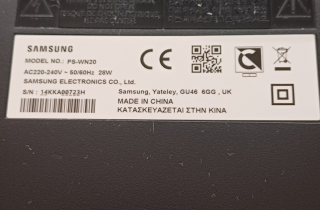 SAMSUNG
MODEL NO.: PS-WN20
AC220-240V ~ 50/60Hz 28W
SAMSUNG ELECTRONICS Co., LTD.
S/N : 14KKA00723H
Samsung, Yateley, GU46 6GG , UK
MADE IN CHINA
ΚΑΤΑΣΚΕΥΑΖΕΤΑΙ ΣΤΗΝ ΚΙΝΑ